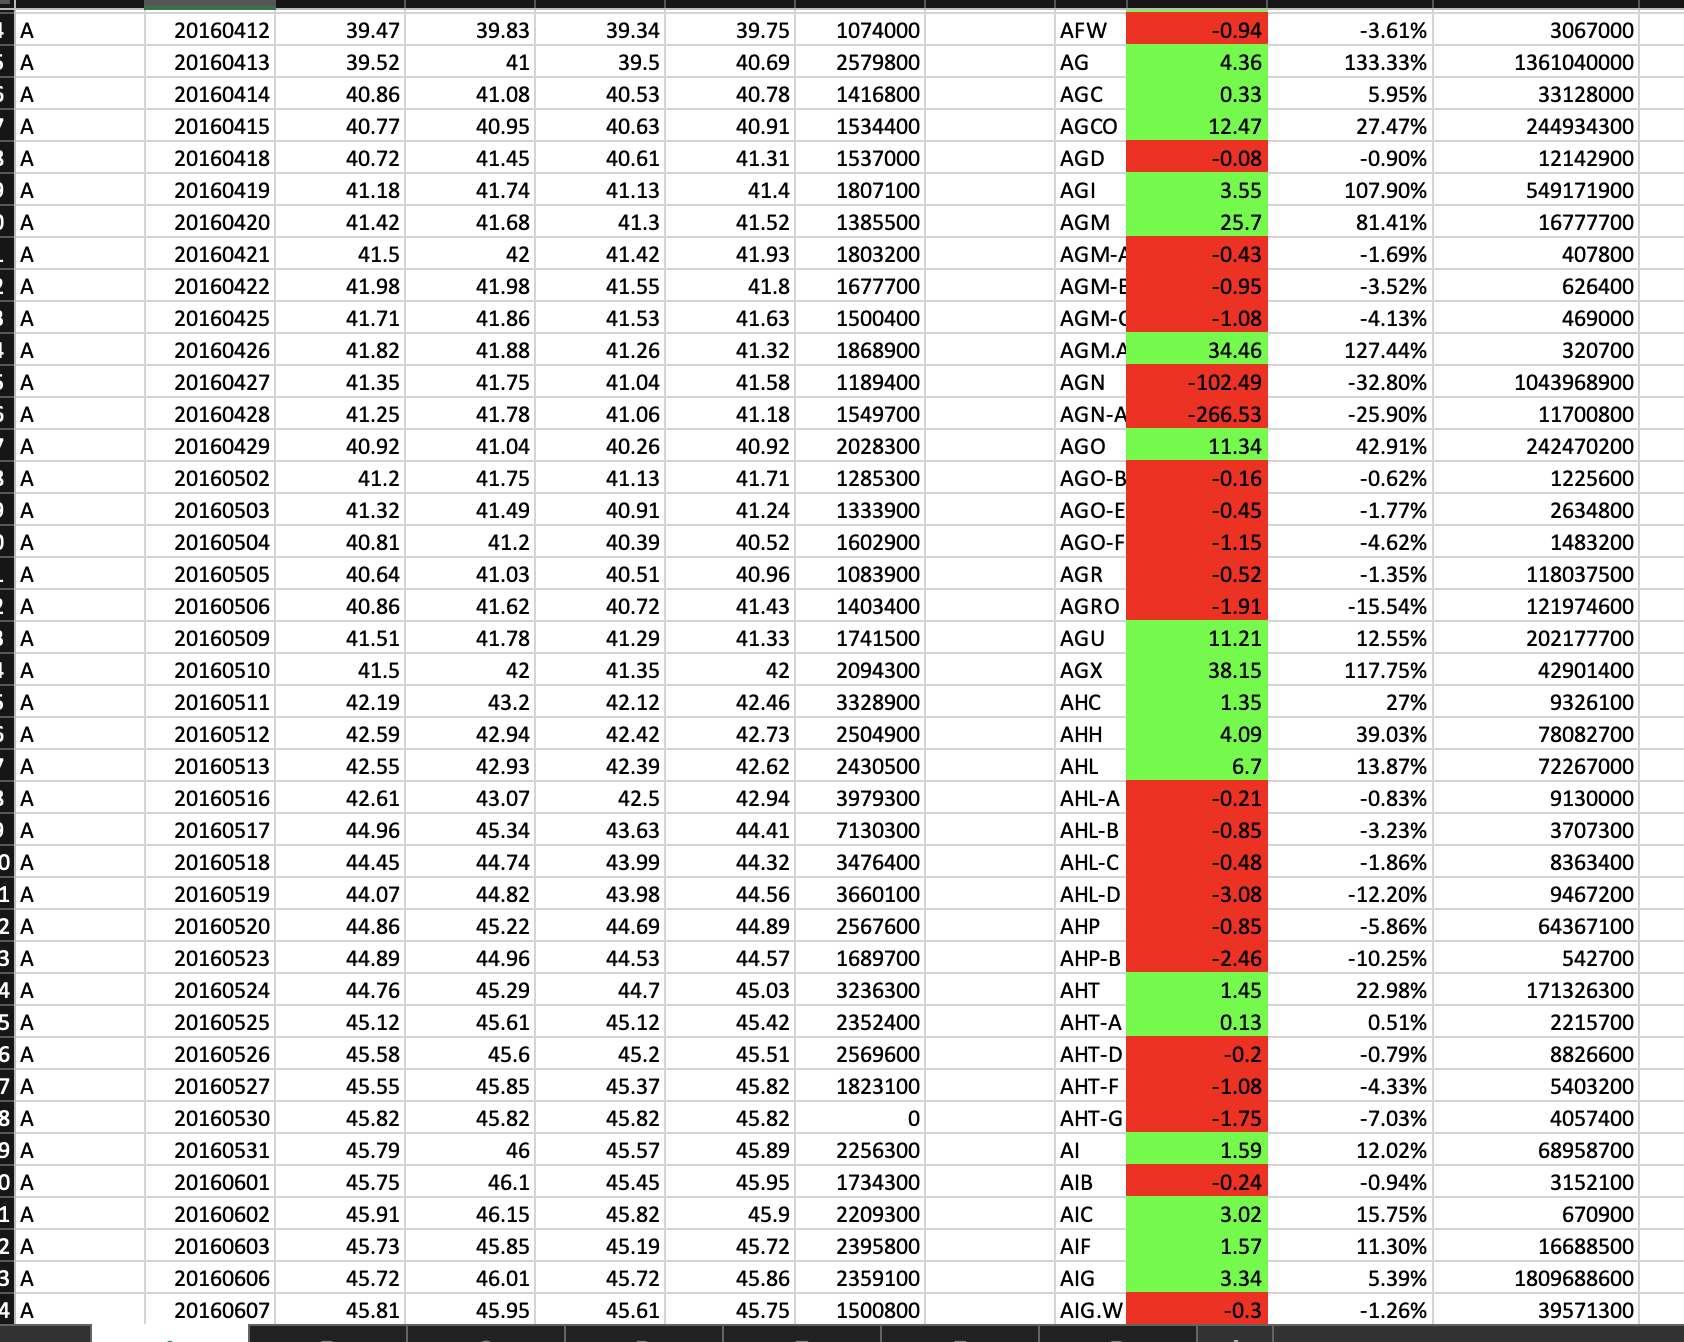 A 20160412 39.47 39.83 39.34 39.75 1074000 AFW -0.94 -3.61% 3067000
A 20160413 39.52 41 39.5 40.69 2579800 AG 4.36 133.33% 1361040000
A 20160414 40.86 41.08 40.53 40.78 1416800 AGC 0.33 5.95% 33128000
A 20160415 40.77 40.95 40.63 40.91 1534400 AGCO 12.47 27.47% 244934300
A 20160418 40.72 41.45 40.61 41.31 1537000 AGD -0.08 -0.90% 12142900
A 20160419 41.18 41.74 41.13 41.4 1807100 AGI 3.55 107.90% 549171900
A 20160420 41.42 41.68 41.3 41.52 1385500 AGM 25.7 81.41% 16777700
A 20160421 41.5 42 41.42 41.93 1803200 AGM-A -0.43 -1.69% 407800
A 20160422 41.98 41.98 41.55 41.8 1677700 AGM-B -0.95 -3.52% 626400
A 20160425 41.71 41.86 41.53 41.63 1500400 AGM-C -1.08 -4.13% 469000
A 20160426 41.82 41.88 41.26 41.32 1868900 AGM.A 34.46 127.44% 320700
A 20160427 41.35 41.75 41.04 41.58 1189400 AGN -102.49 -32.80% 1043968900
A 20160428 41.25 41.78 41.06 41.18 1549700 AGN-A -266.53 -25.90% 11700800
A 20160429 40.92 41.04 40.26 40.92 2028300 AGO 11.34 42.91% 242470200
A 20160502 41.2 41.75 41.13 41.71 1285300 AGO-B -0.16 -0.62% 1225600
A 20160503 41.32 41.49 40.91 41.24 1333900 AGO-E -0.45 -1.77% 2634800
A 20160504 40.81 41.2 40.39 40.52 1602900 AGO-F -1.15 -4.62% 1483200
A 20160505 40.64 41.03 40.51 40.96 1083900 AGR -0.52 -1.35% 118037500
A 20160506 40.86 41.62 40.72 41.43 1403400 AGRO -1.91 -15.54% 121974600
A 20160509 41.51 41.78 41.29 41.33 1741500 AGU 11.21 12.55% 202177700
A 20160510 41.5 42 41.35 42 2094300 AGX 38.15 117.75% 42901400
A 20160511 42.19 43.2 42.12 42.46 3328900 AHC 1.35 27% 9326100
A 20160512 42.59 42.94 42.42 42.73 2504900 AHH 4.09 39.03% 78082700
A 20160513 42.55 42.93 42.39 42.62 2430500 AHL 6.7 13.87% 72267000
A 20160516 42.61 43.07 42.5 42.94 3979300 AHL-A -0.21 -0.83% 9130000
A 20160517 44.96 45.34 43.63 44.41 7130300 AHL-B -0.85 -3.23% 3707300
A 20160518 44.45 44.74 43.99 44.32 3476400 AHL-C -0.48 -1.86% 8363400
A 20160519 44.07 44.82 43.98 44.56 3660100 AHL-D -3.08 -12.20% 9467200
A 20160520 44.86 45.22 44.69 44.89 2567600 AHP -0.85 -5.86% 64367100
A 20160523 44.89 44.96 44.53 44.57 1689700 AHP-B -2.46 -10.25% 542700
A 20160524 44.76 45.29 44.7 45.03 3236300 AHT 1.45 22.98% 171326300
A 20160525 45.12 45.61 45.12 45.42 2352400 AHT-A 0.13 0.51% 2215700
A 20160526 45.58 45.6 45.2 45.51 2569600 AHT-D -0.2 -0.79% 8826600
A 20160527 45.55 45.85 45.37 45.82 1823100 AHT-F -1.08 -4.33% 5403200
A 20160530 45.82 45.82 45.82 45.82 0 AHT-G -1.75 -7.03% 4057400
A 20160531 45.79 46 45.57 45.89 2256300 AI 1.59 12.02% 68958700
A 20160601 45.75 46.1 45.45 45.95 1734300 AIB -0.24 -0.94% 3152100
A 20160602 45.91 46.15 45.82 45.9 2209300 AIC 3.02 15.75% 670900
A 20160603 45.73 45.85 45.19 45.72 2395800 AIF 1.57 11.30% 16688500
A 20160606 45.72 46.01 45.72 45.86 2359100 AIG 3.34 5.39% 1809688600
A 20160607 45.81 45.95 45.61 45.75 1500800 AIG.W -0.3 -1.26% 39571300